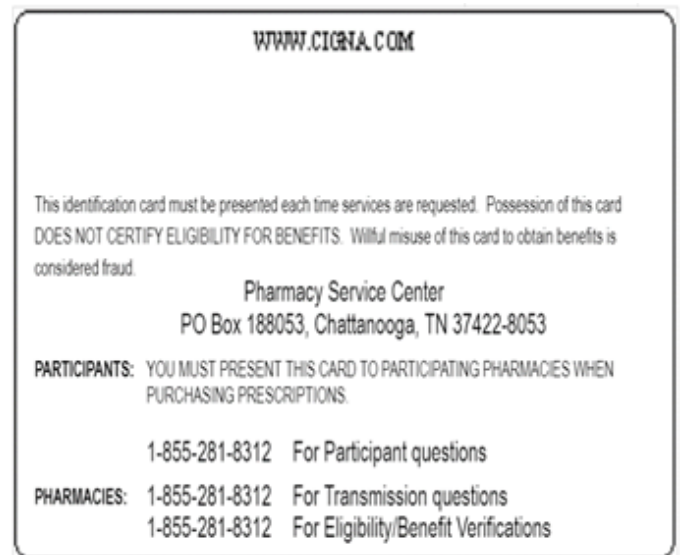 WWW.CIGNA.COM
This identification card must be presented each time services are requested. Possession of this card
DOES NOT CERTIFY ELIGIBILITY FOR BENEFITS. Willful misuse of this card to obtain benefits is
considered fraud.
Pharmacy Service Center
PO Box 188053, Chattanooga, TN 37422-8053
PARTICIPANTS: YOU MUST PRESENT THIS CARD TO PARTICIPATING PHARMACIES WHEN
PURCHASING PRESCRIPTIONS.
1-855-281-8312 For Participant questions
PHARMACIES: 1-855-281-8312 For Transmission questions
1-855-281-8312 For Eligibility/Benefit Verifications